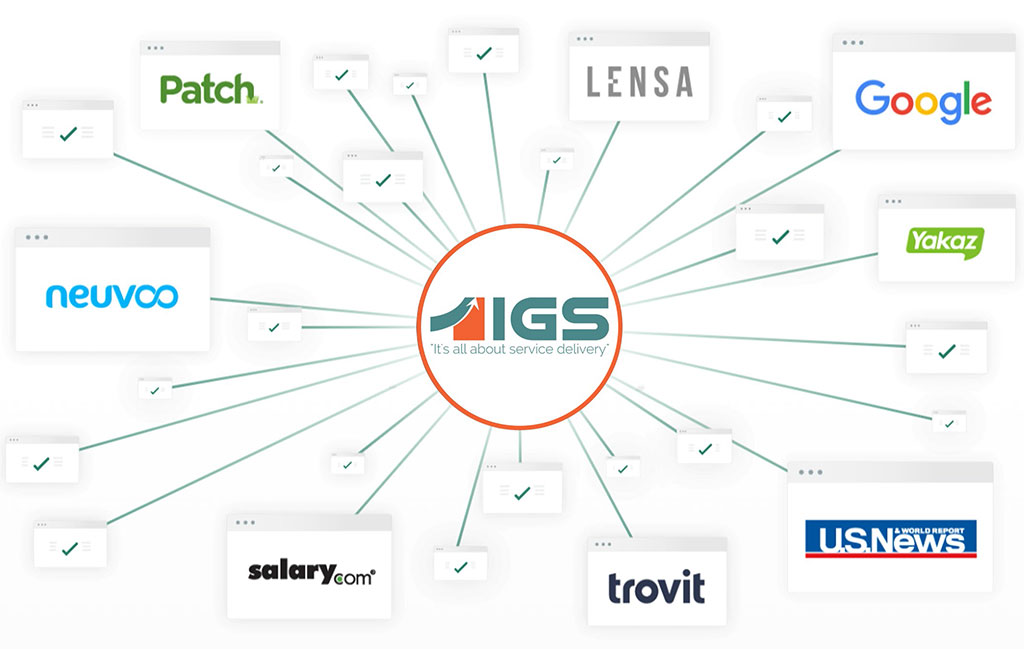 Patch
LENSA
Google
Yakaz
neuvoo
IGS
"It's all about service delivery"
salary.com
trovit
& WORLD REPORT
U.S.News